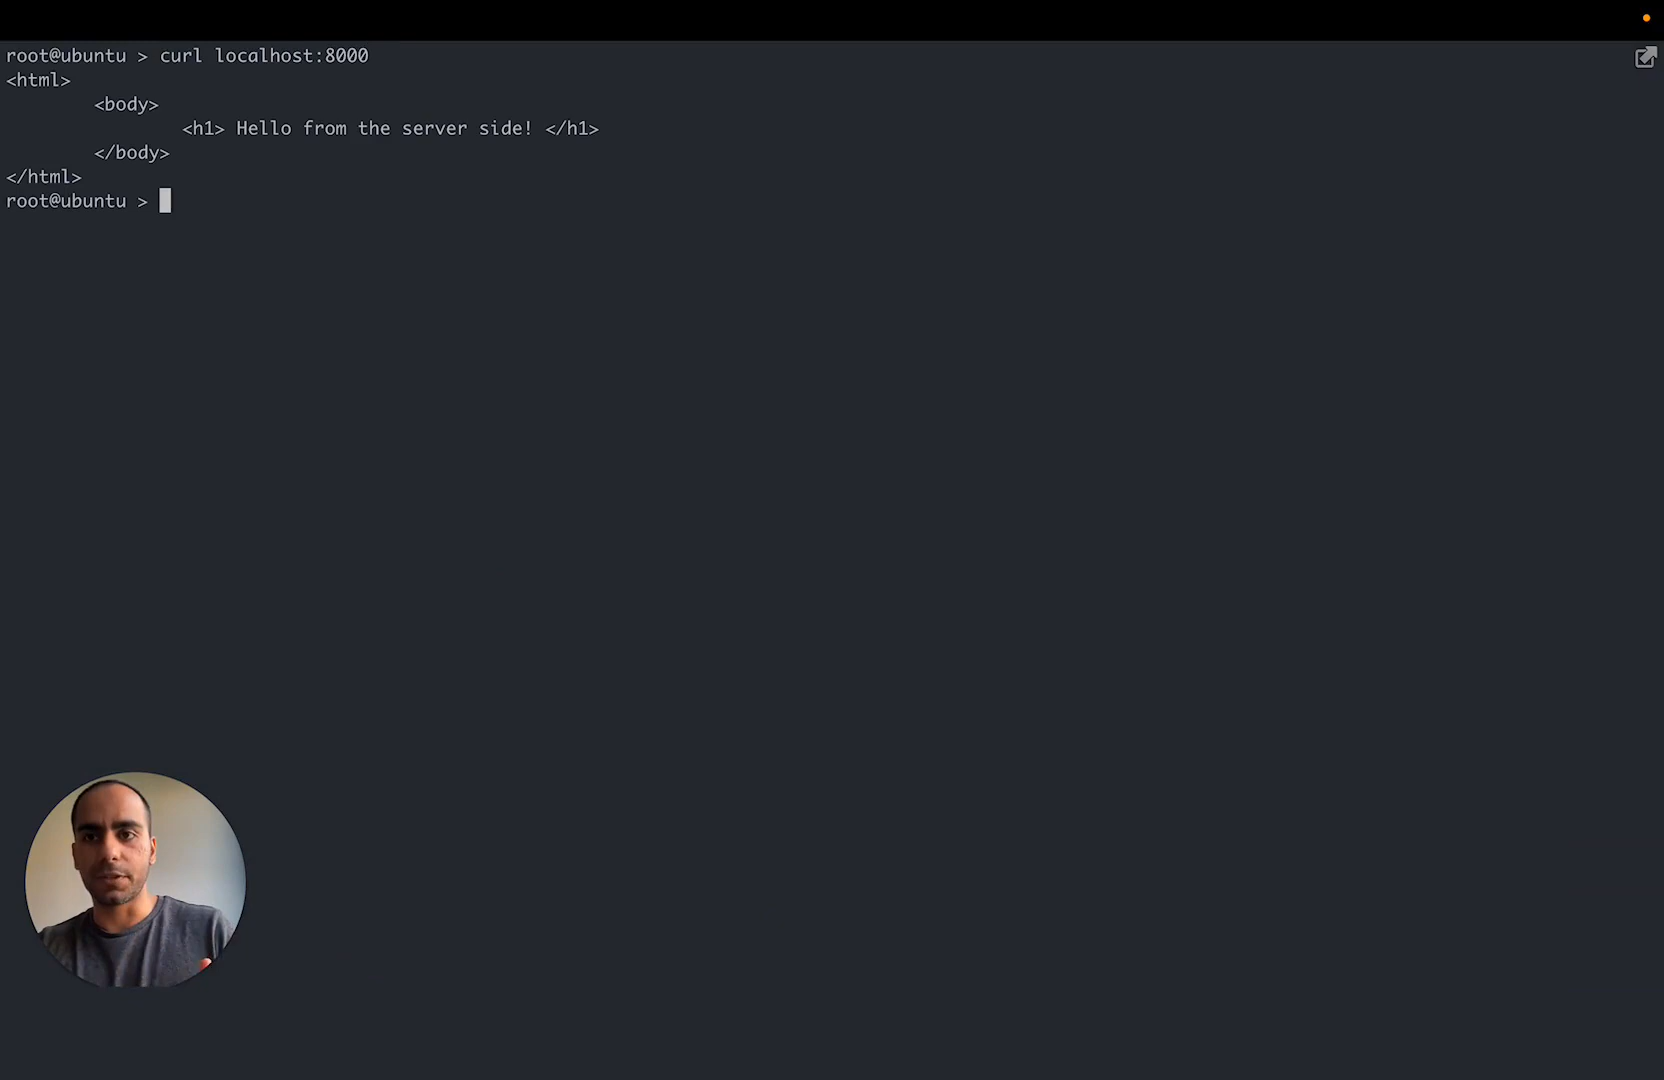 root@ubuntu > curl localhost:8000
<html>
        <body>
                <h1> Hello from the server side! </h1>
        </body>
</html>
root@ubuntu >